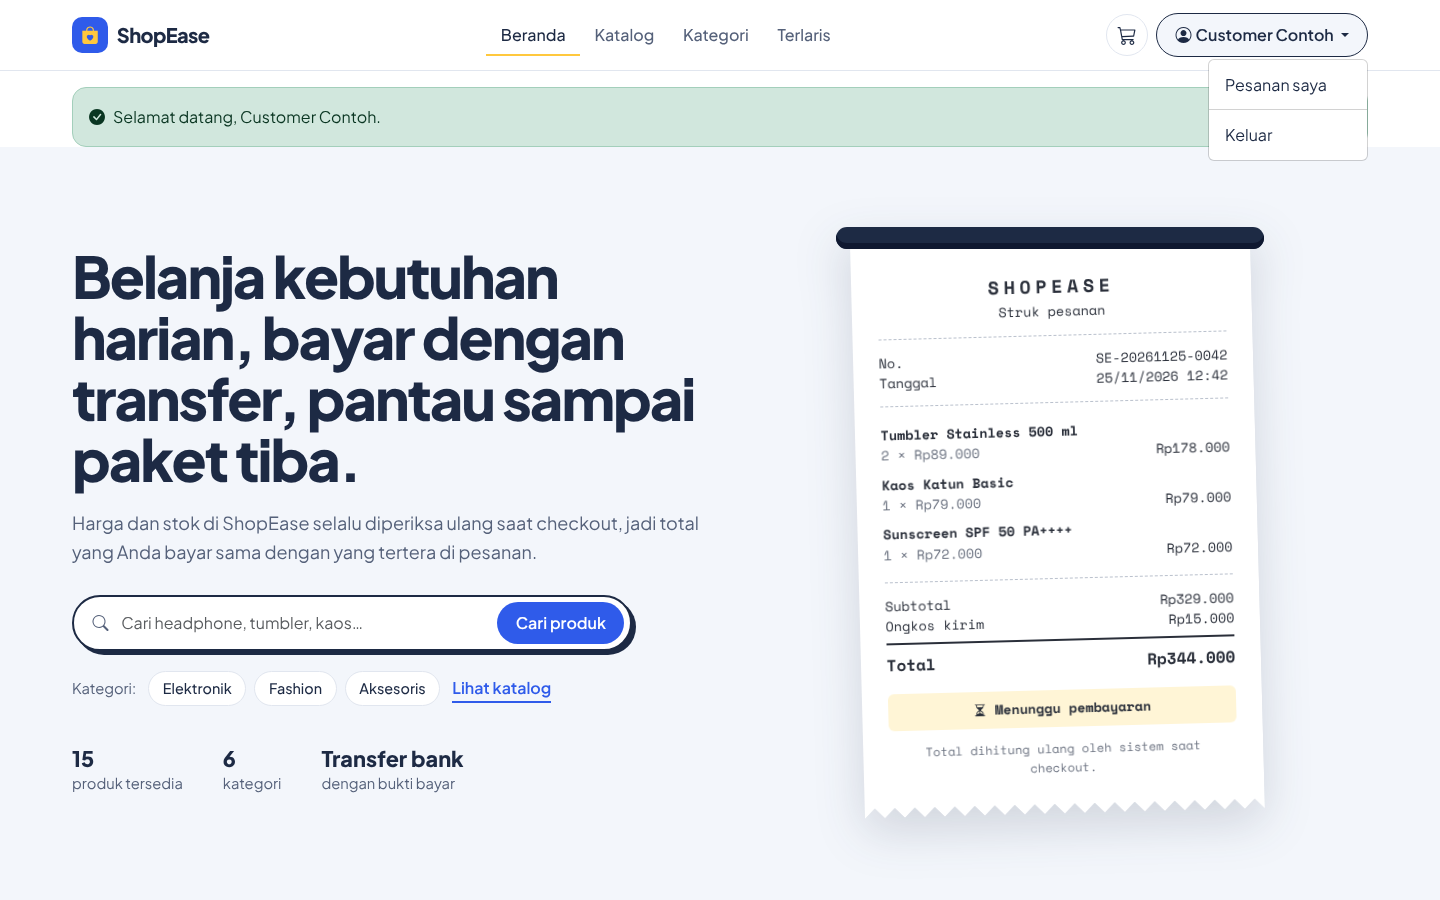 ShopEase
Beranda
Katalog
Kategori
Terlaris
Customer Contoh
Pesanan saya
Keluar
Selamat datang, Customer Contoh.
Belanja kebutuhan
harian, bayar dengan
transfer, pantau sampai
paket tiba.
Harga dan stok di ShopEase selalu diperiksa ulang saat checkout, jadi total
yang Anda bayar sama dengan yang tertera di pesanan.
Cari headphone, tumbler, kaos...
Cari produk
Kategori:
Elektronik
Fashion
Aksesoris
Lihat katalog
15
produk tersedia
6
kategori
Transfer bank
dengan bukti bayar
SHOPEASE
Struk pesanan
No. SE-20261125-0042
Tanggal 25/11/2026 12:42
Tumbler Stainless 500 ml
2 × Rp89.000 Rp178.000
Kaos Katun Basic
1 × Rp79.000 Rp79.000
Sunscreen SPF 50 PA++++
1 × Rp72.000 Rp72.000
Subtotal Rp329.000
Ongkos kirim Rp15.000
Total Rp344.000
Menunggu pembayaran
Total dihitung ulang oleh sistem saat
checkout.